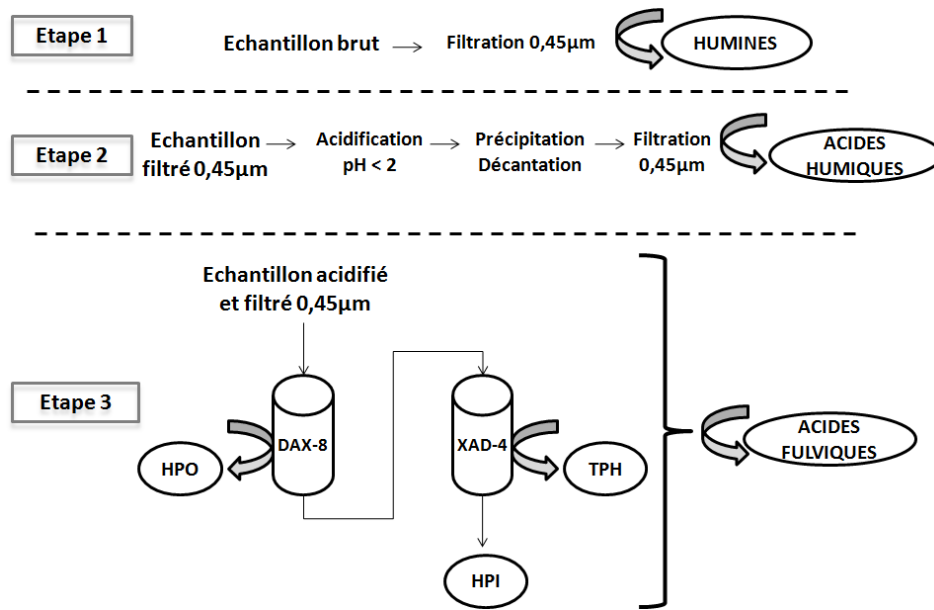 Etape 1
Echantillon brut
Filtration 0,45µm
HUMINES
Etape 2
Echantillon
filtré 0,45µm
Acidification
pH < 2
Précipitation
Décantation
Filtration
0,45µm
ACIDES
HUMIQUES
Echantillon acidifié
et filtré 0,45µm
Etape 3
HPO
DAX-8
XAD-4
TPH
HPI
ACIDES
FULVIQUES